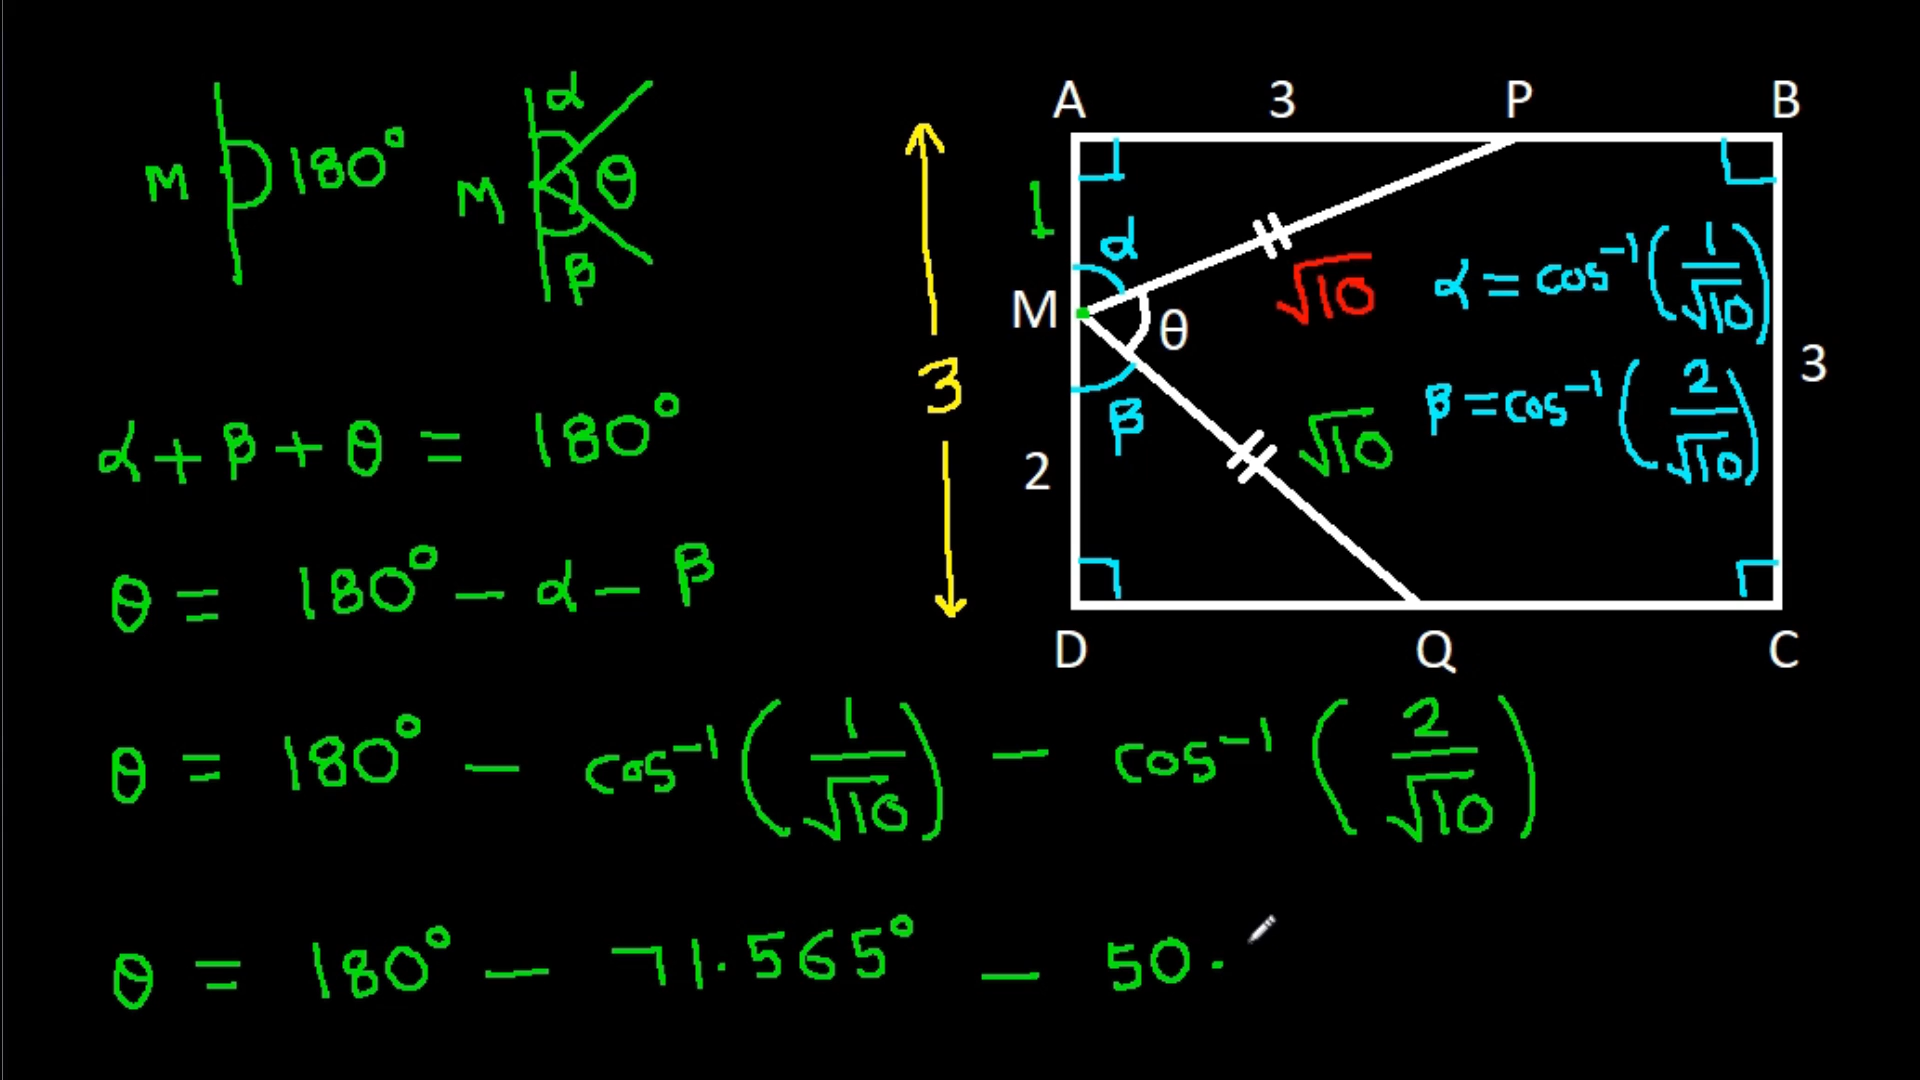 M 180° M α θ β
α + β + θ = 180°
θ = 180° - α - β
θ = 180° - cos⁻¹(1/√10) - cos⁻¹(2/√10)
θ = 180° - 71.565° - 50.
A 3 P B
1
α
M θ √10 α = cos⁻¹(1/√10)
3 3
β √10 β = cos⁻¹(2/√10)
2
D Q C